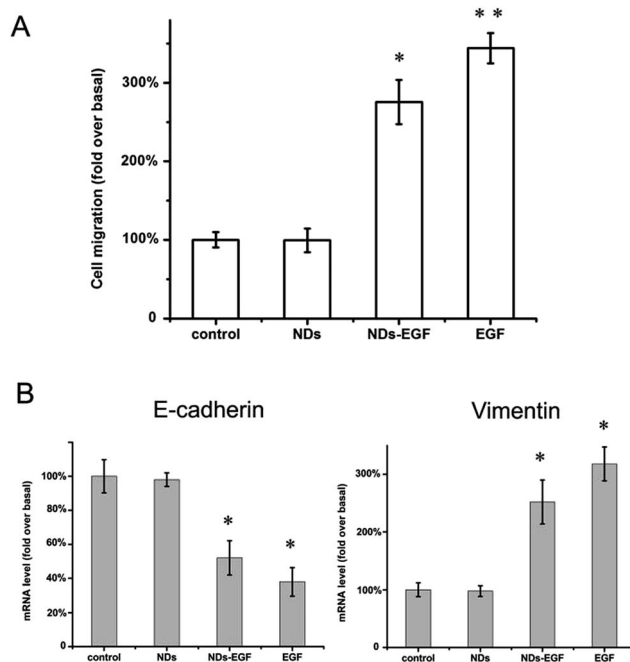 A
* *
*
300%
200%
100%
0
Cell migration (fold over basal)
control NDs NDs-EGF EGF
B
E-cadherin
100%
80%
60%
40%
20%
0
mRNA level (fold over basal)
*
*
control NDs NDs-EGF EGF
Vimentin
300%
200%
100%
0
mRNA level (fold over basal)
*
*
control NDs NDs-EGF EGF